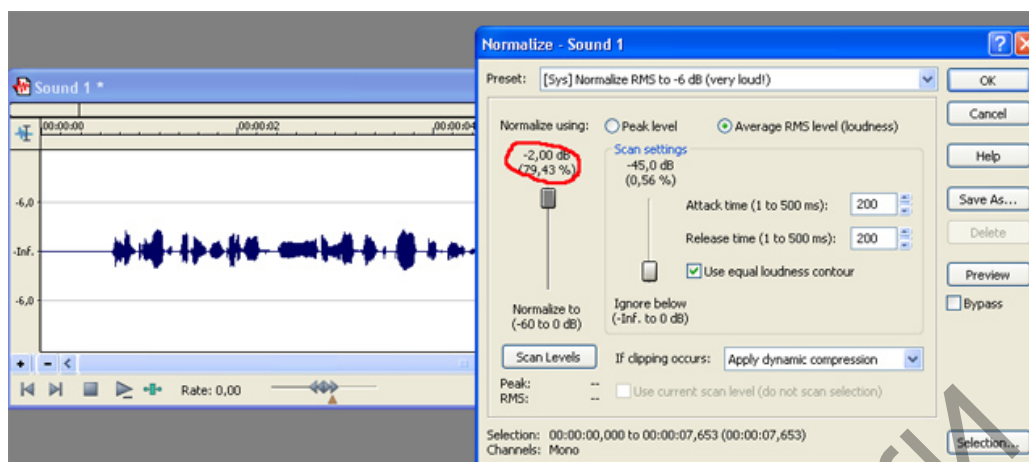 Normalize - Sound 1
Preset: [Sys] Normalize RMS to -6 dB (very loud!)
OK
Cancel
Help
Save As...
Delete
Preview
Bypass
Selection...
Normalize using: Peak level Average RMS level (loudness)
-2,00 dB
(79,43 %)
Normalize to
(-60 to 0 dB)
Scan settings
-45,0 dB
(0,56 %)
Attack time (1 to 500 ms): 200
Release time (1 to 500 ms): 200
Use equal loudness contour
Ignore below
(-Inf. to 0 dB)
Scan Levels
If clipping occurs: Apply dynamic compression
Peak: --
RMS: --
Use current scan level (do not scan selection)
Selection: 00:00:00,000 to 00:00:07,653 (00:00:07,653)
Channels: Mono
Sound 1 *
00:00:00 00:00:02 00:00:04
-6,0
-Inf.
-6,0
Rate: 0,00